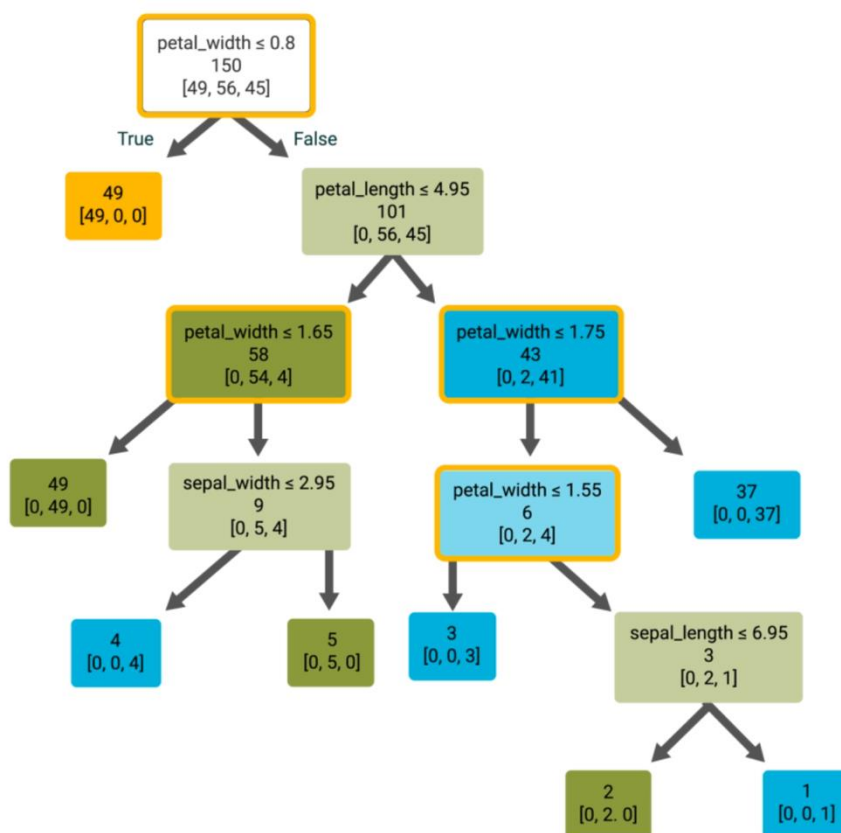 petal_width ≤ 0.8
150
[49, 56, 45]
True
False
49
[49, 0, 0]
petal_length ≤ 4.95
101
[0, 56, 45]
petal_width ≤ 1.65
58
[0, 54, 4]
petal_width ≤ 1.75
43
[0, 2, 41]
49
[0, 49, 0]
sepal_width ≤ 2.95
9
[0, 5, 4]
petal_width ≤ 1.55
6
[0, 2, 4]
37
[0, 0, 37]
4
[0, 0, 4]
5
[0, 5, 0]
3
[0, 0, 3]
sepal_length ≤ 6.95
3
[0, 2, 1]
2
[0, 2. 0]
1
[0, 0, 1]